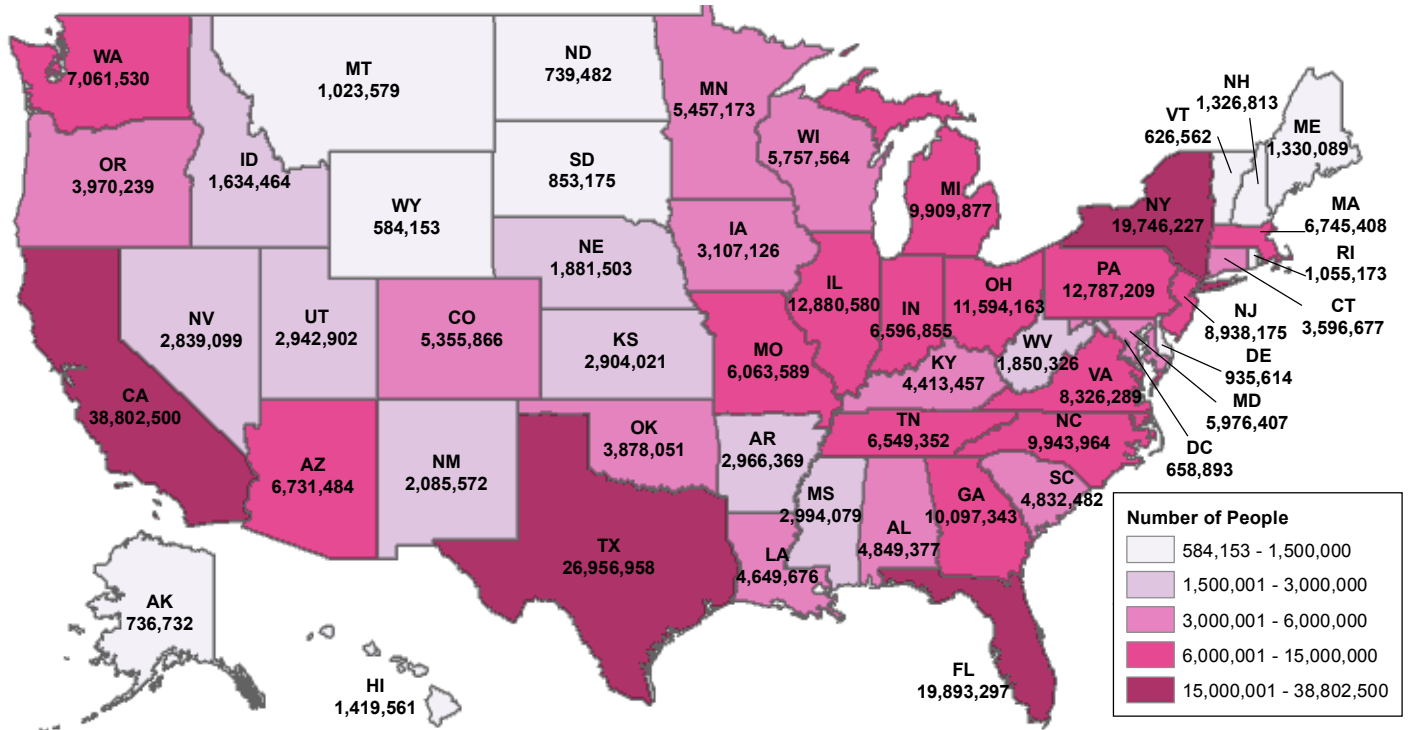 WA
7,061,530
MT
1,023,579
ND
739,482
MN
5,457,173
NH
1,326,813
VT
626,562
ME
1,330,089
OR
3,970,239
ID
1,634,464
SD
853,175
WI
5,757,564
WY
584,153
MI
9,909,877
NY
19,746,227
MA
6,745,408
RI
1,055,173
CT
3,596,677
NE
1,881,503
IA
3,107,126
IL
12,880,580
IN
6,596,855
OH
11,594,163
PA
12,787,209
NJ
8,938,175
NV
2,839,099
UT
2,942,902
CO
5,355,866
KS
2,904,021
MO
6,063,589
KY
4,413,457
WV
1,850,326
VA
8,326,289
DE
935,614
MD
5,976,407
DC
658,893
CA
38,802,500
AZ
6,731,484
NM
2,085,572
OK
3,878,051
AR
2,966,369
TN
6,549,352
NC
9,943,964
SC
4,832,482
MS
2,994,079
AL
4,849,377
GA
10,097,343
TX
26,956,958
LA
4,649,676
FL
19,893,297
AK
736,732
HI
1,419,561
Number of People
584,153 - 1,500,000
1,500,001 - 3,000,000
3,000,001 - 6,000,000
6,000,001 - 15,000,000
15,000,001 - 38,802,500